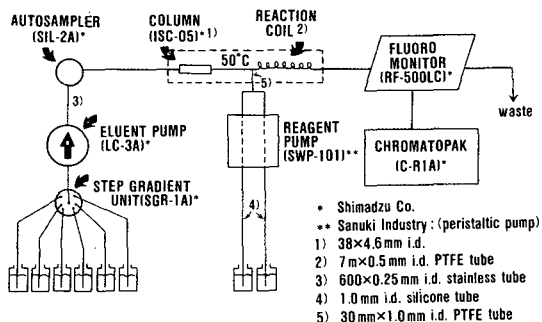 AUTOSAMPLER
(SIL-2A)*
COLUMN
(ISC-05)*1)
REACTION
COIL2)
50°C
5)
FLUORO
MONITOR
(RF-500LC)*
waste
3)
ELUENT PUMP
(LC-3A)*
REAGENT
PUMP
(SWP-101)**
CHROMATOPAK
(C-R1A)*
STEP GRADIENT
UNIT(SGR-1A)*
4)
* Shimadzu Co.
** Sanuki Industry : (peristaltic pump)
1) 38×4.6mm i.d.
2) 7m×0.5mm i.d. PTFE tube
3) 600×0.25mm i.d. stainless tube
4) 1.0mm i.d. silicone tube
5) 30mm×1.0mm i.d. PTFE tube